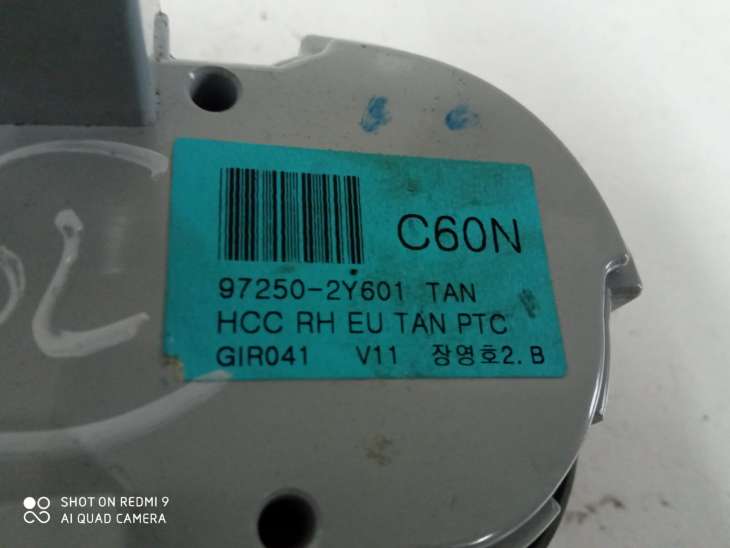 C60N
97250-2Y601 TAN
HCC RH EU TAN PTC
GIR041 V11 장영호2. B
SHOT ON REDMI 9
AI QUAD CAMERA